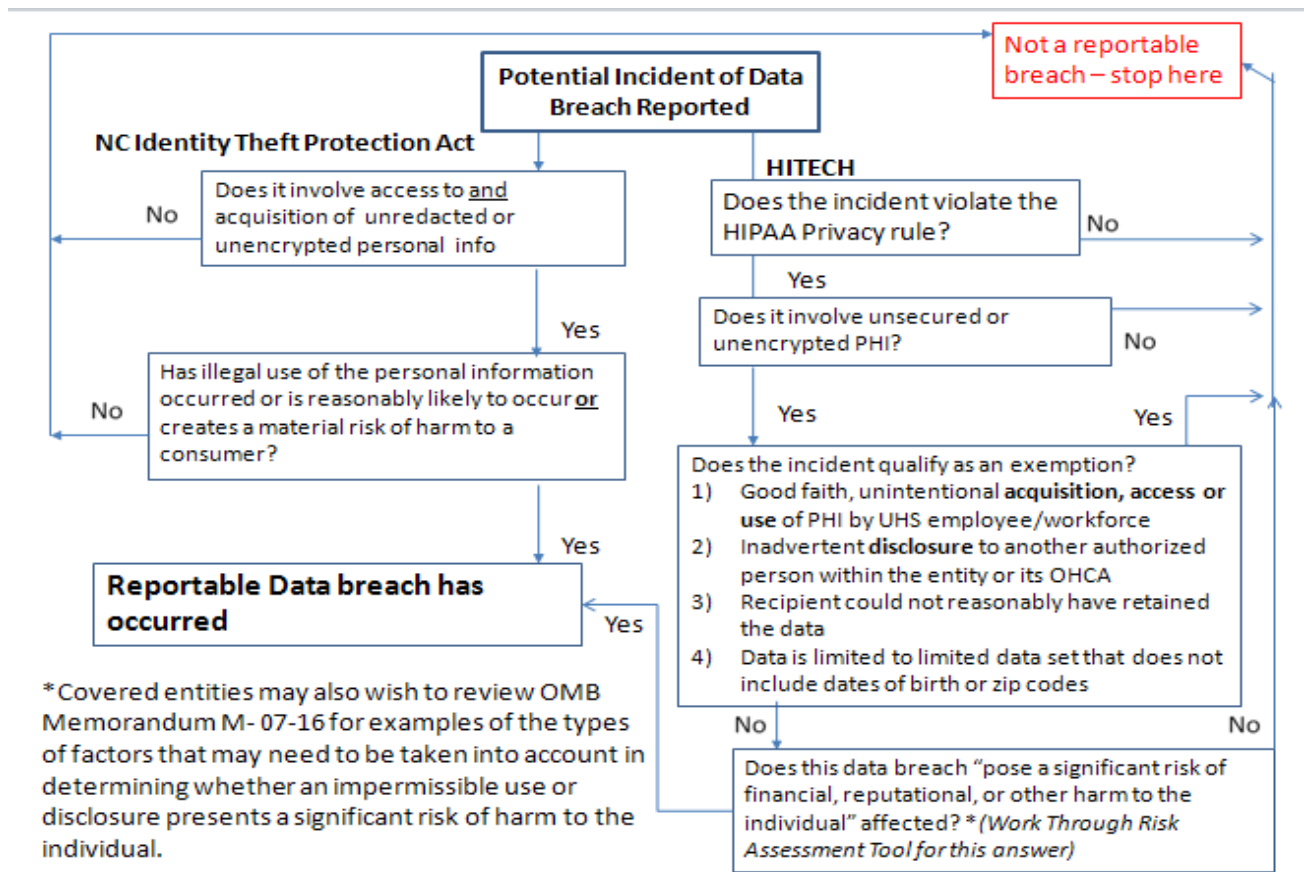 Not a reportable
breach – stop here
Potential Incident of Data
Breach Reported
NC Identity Theft Protection Act
Does it involve access to and
acquisition of unredacted or
unencrypted personal info
No
Yes
Has illegal use of the personal information
occurred or is reasonably likely to occur or
creates a material risk of harm to a
consumer?
No
Yes
Reportable Data breach has
occurred
*Covered entities may also wish to review OMB
Memorandum M- 07-16 for examples of the types
of factors that may need to be taken into account in
determining whether an impermissible use or
disclosure presents a significant risk of harm to the
individual.
HITECH
Does the incident violate the
HIPAA Privacy rule?
No
Yes
Does it involve unsecured or
unencrypted PHI?
No
Yes
Yes
Does the incident qualify as an exemption?
1) Good faith, unintentional acquisition, access or
use of PHI by UHS employee/workforce
2) Inadvertent disclosure to another authorized
person within the entity or its OHCA
3) Recipient could not reasonably have retained
the data
4) Data is limited to limited data set that does not
include dates of birth or zip codes
No
No
Yes
Does this data breach “pose a significant risk of
financial, reputational, or other harm to the
individual” affected? * (Work Through Risk
Assessment Tool for this answer)